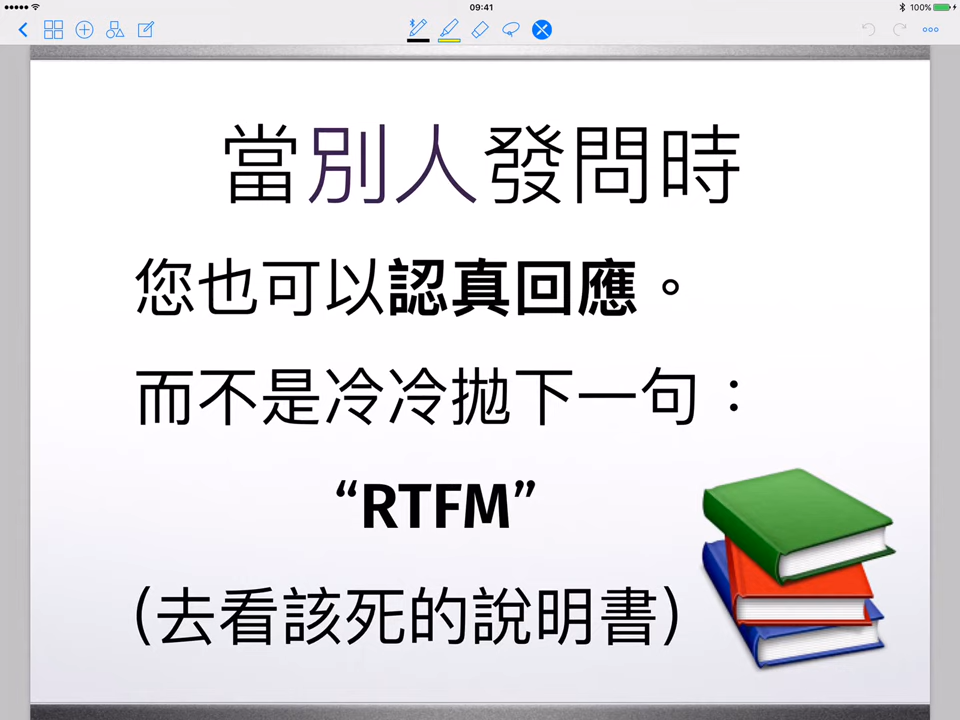 09:41
100%
當別人發問時
您也可以認真回應。
而不是冷冷拋下一句：
“RTFM”
(去看該死的說明書)